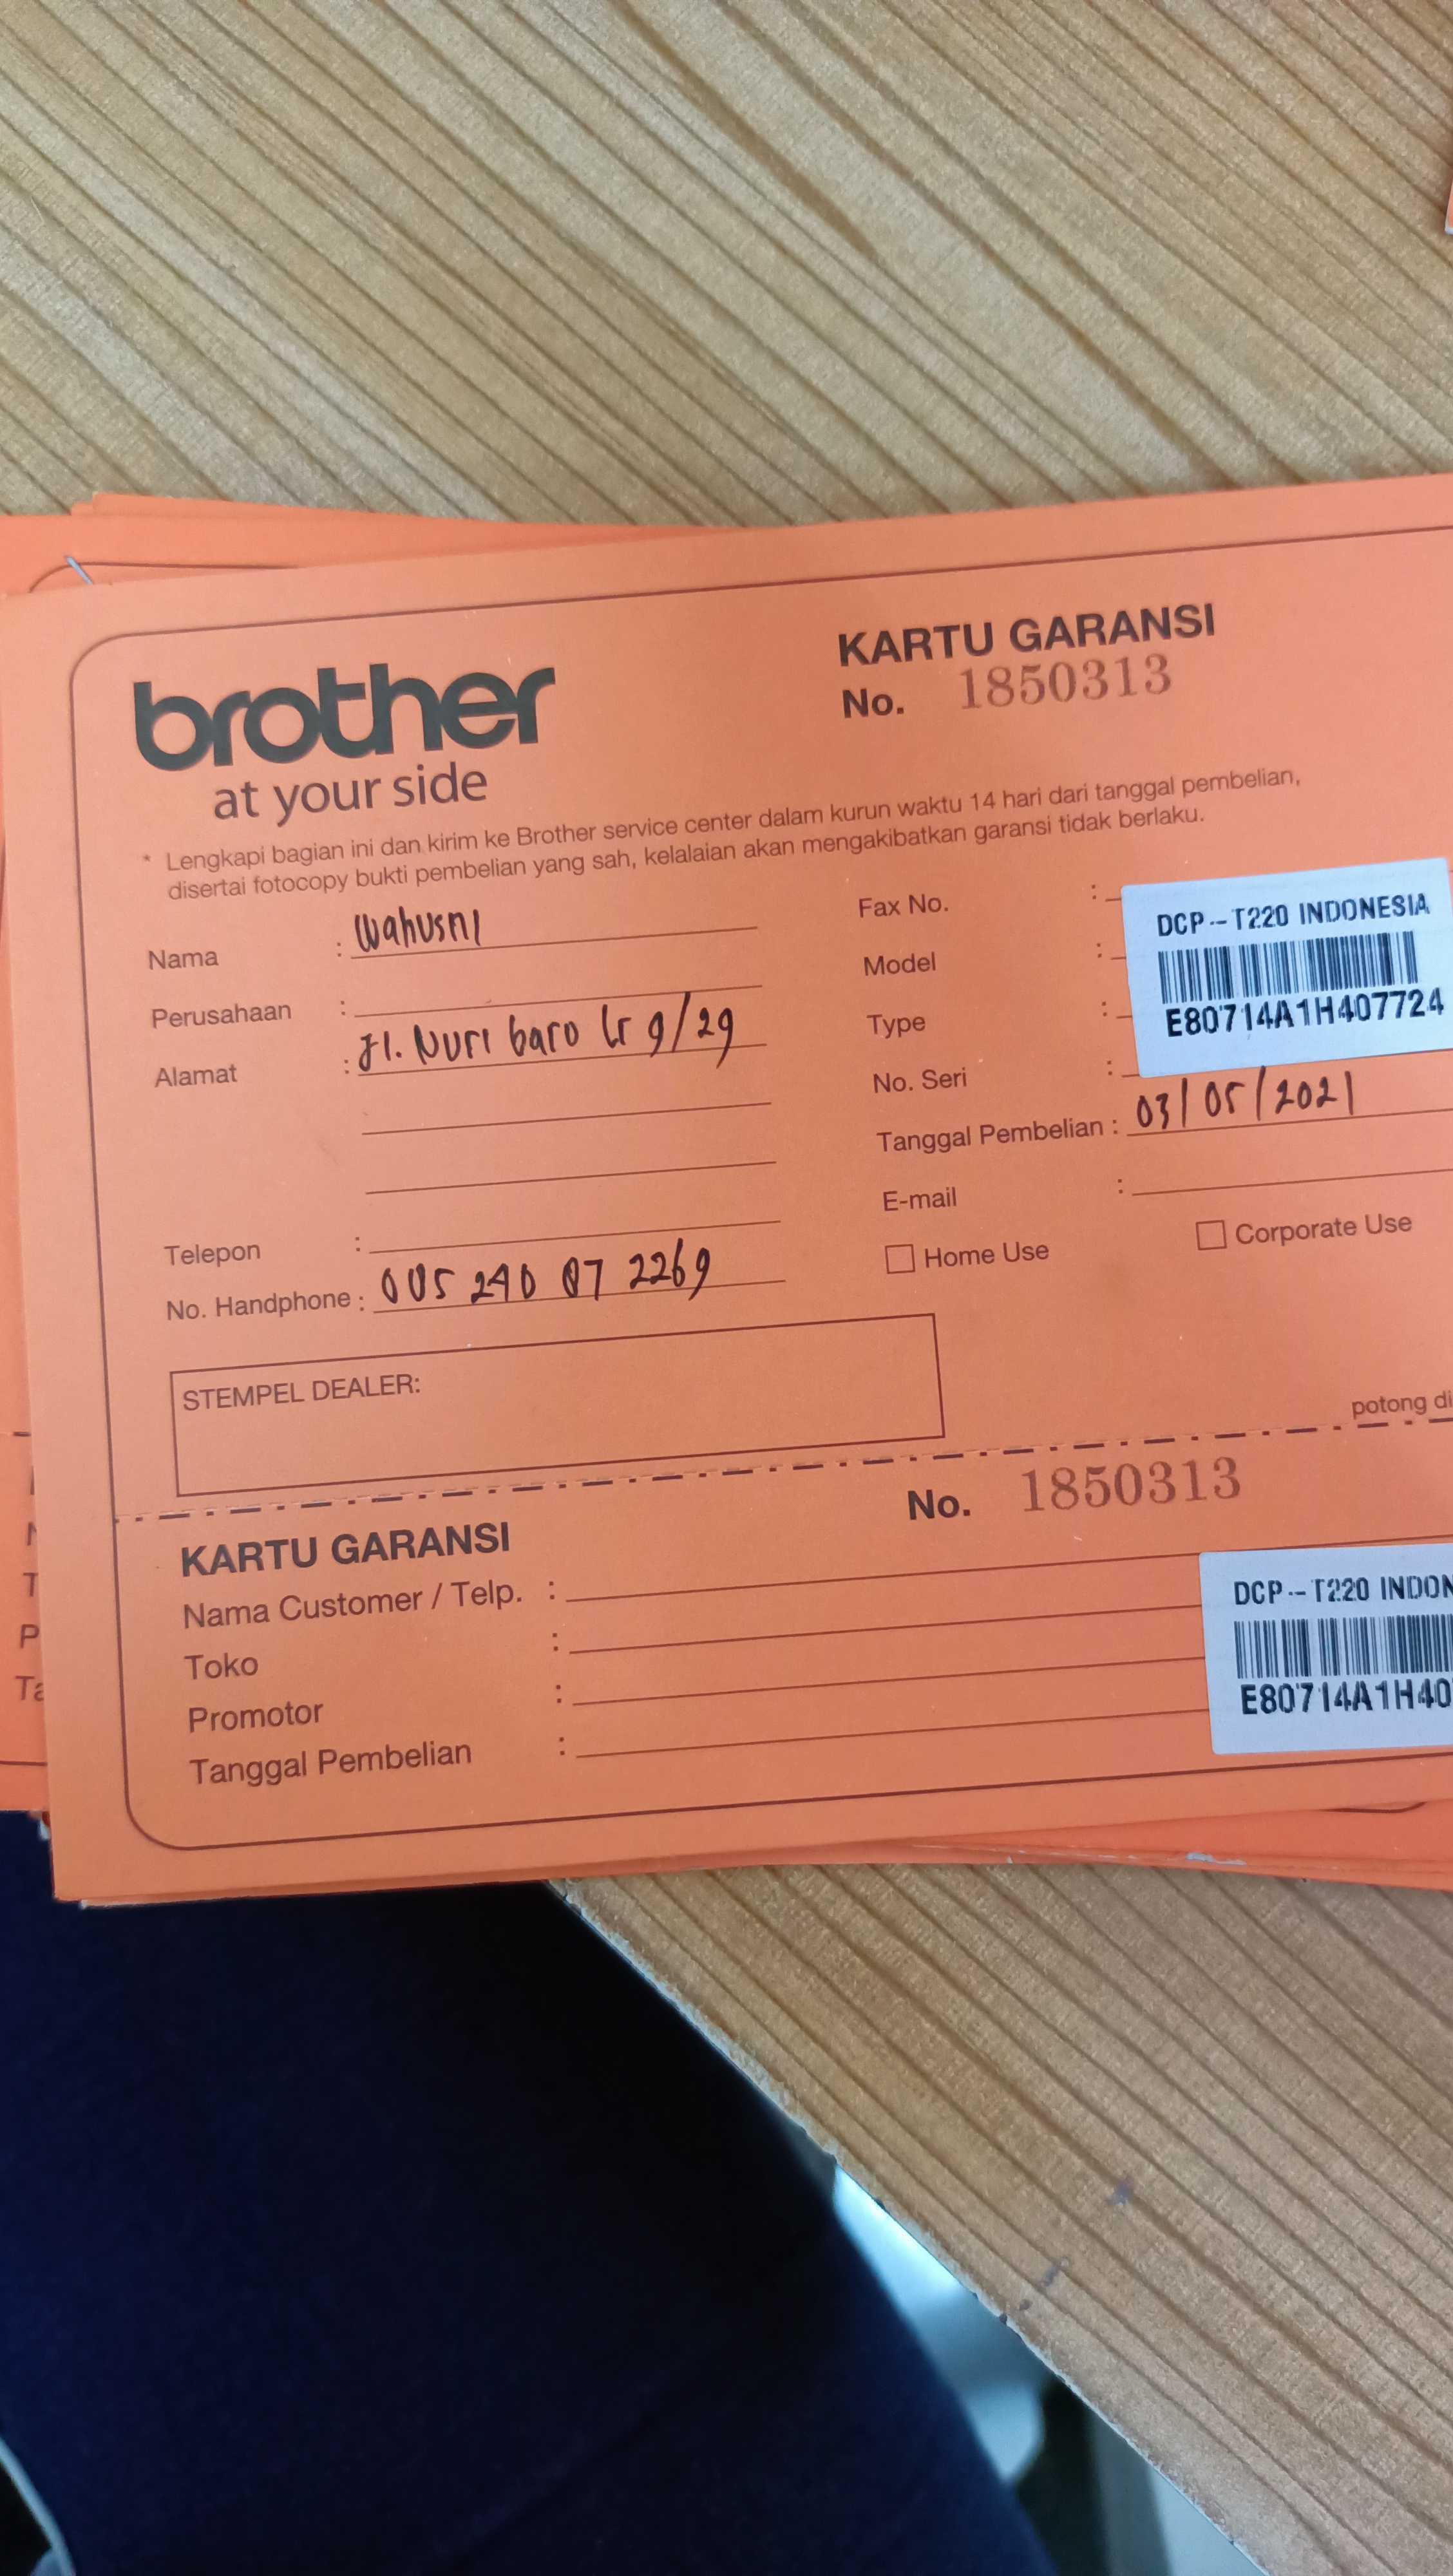 brother
at your side
KARTU GARANSI
No. 1850313
* Lengkapi bagian ini dan kirim ke Brother service center dalam kurun waktu 14 hari dari tanggal pembelian,
disertai fotocopy bukti pembelian yang sah, kelalaian akan mengakibatkan garansi tidak berlaku.
Nama : Wahusni
Perusahaan :
Alamat : Jl. Nuri baro Lr 9/29
Telepon :
No. Handphone : 2269
Fax No. :
Model :
Type :
No. Seri :
DCP-T220 INDONESIA
E80714A1H407724
Tanggal Pembelian : 03/05/2021
E-mail :
Home Use
Corporate Use
STEMPEL DEALER:
potong di
KARTU GARANSI
No. 1850313
Nama Customer / Telp. :
Toko :
Promotor :
Tanggal Pembelian :
DCP-T220 INDON
E80714A1H40